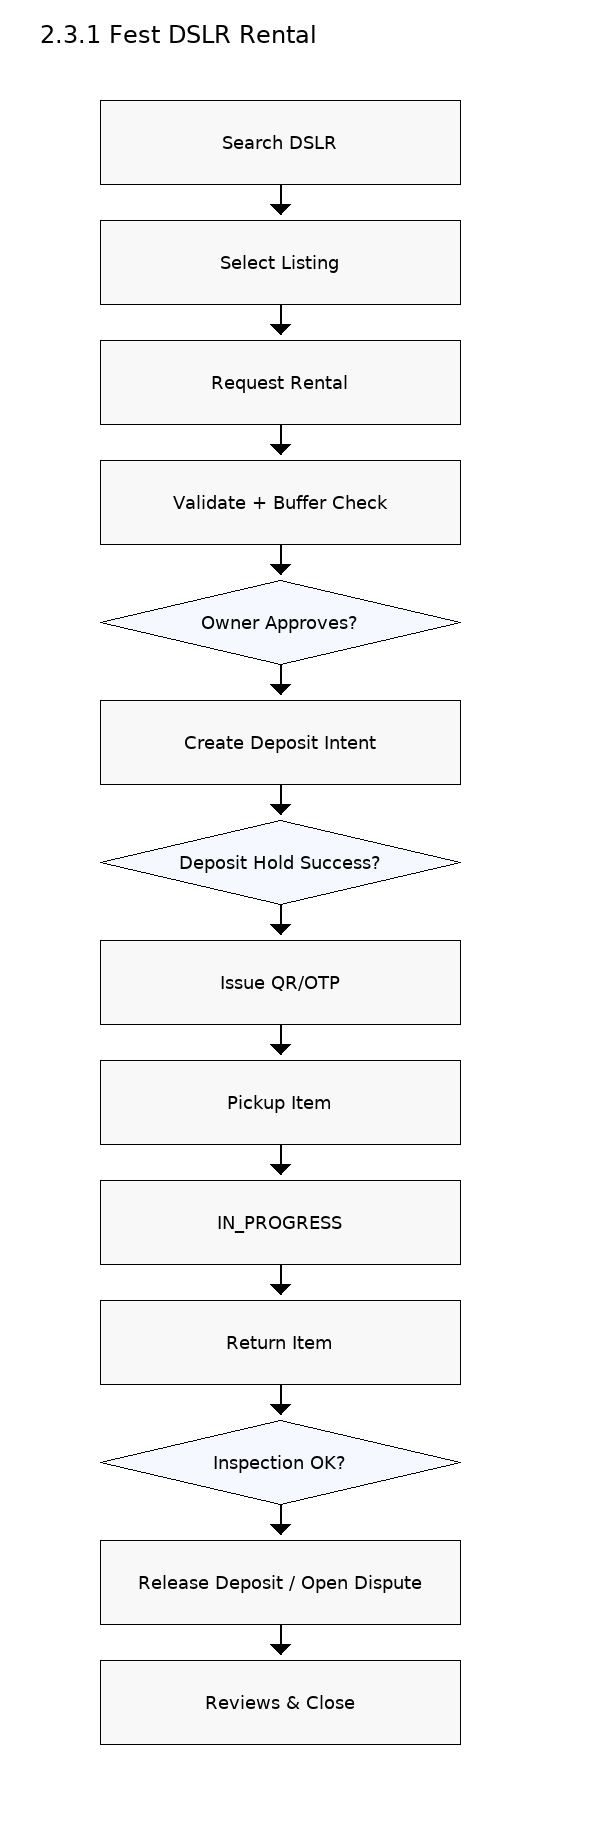 2.3.1 Fest DSLR Rental
Search DSLR
Select Listing
Request Rental
Validate + Buffer Check
Owner Approves?
Create Deposit Intent
Deposit Hold Success?
Issue QR/OTP
Pickup Item
IN_PROGRESS
Return Item
Inspection OK?
Release Deposit / Open Dispute
Reviews & Close